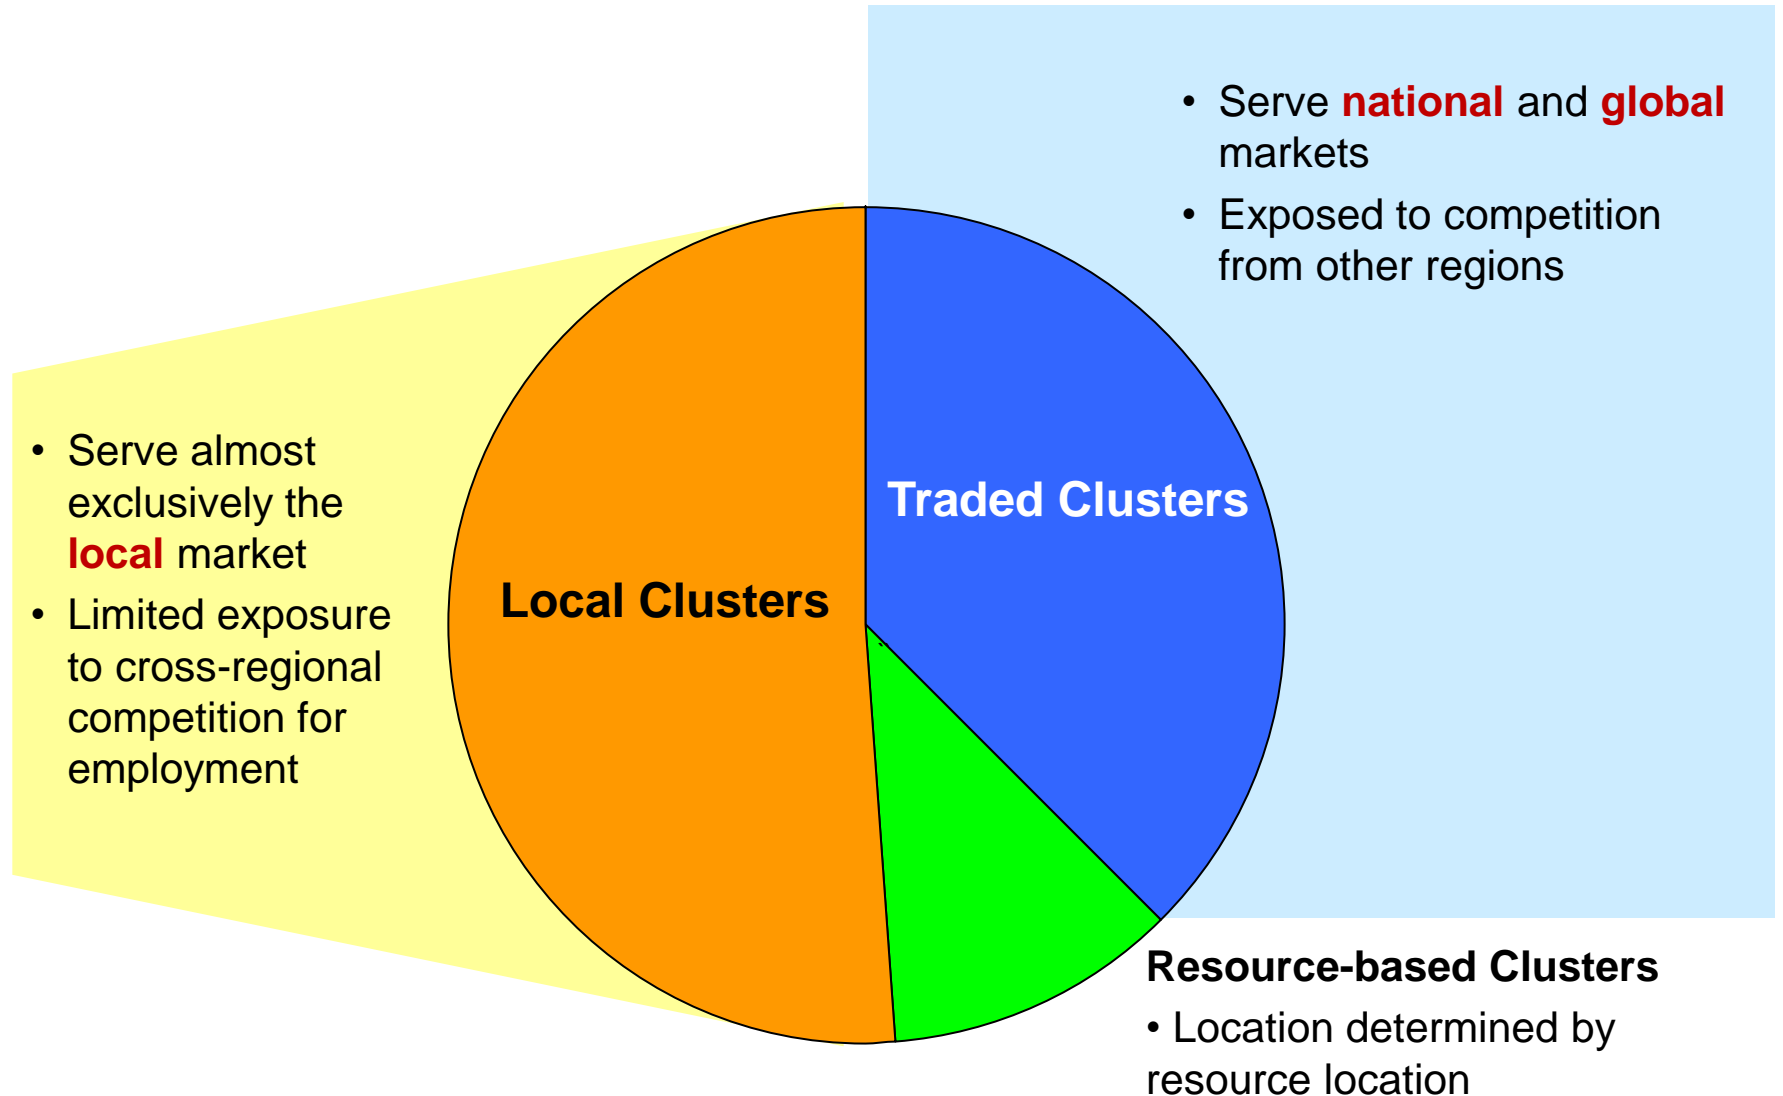 • Serve national and global
markets
• Exposed to competition
from other regions
• Serve almost
exclusively the
local market
• Limited exposure
to cross-regional
competition for
employment
Traded Clusters
Local Clusters
Resource-based Clusters
• Location determined by
resource location